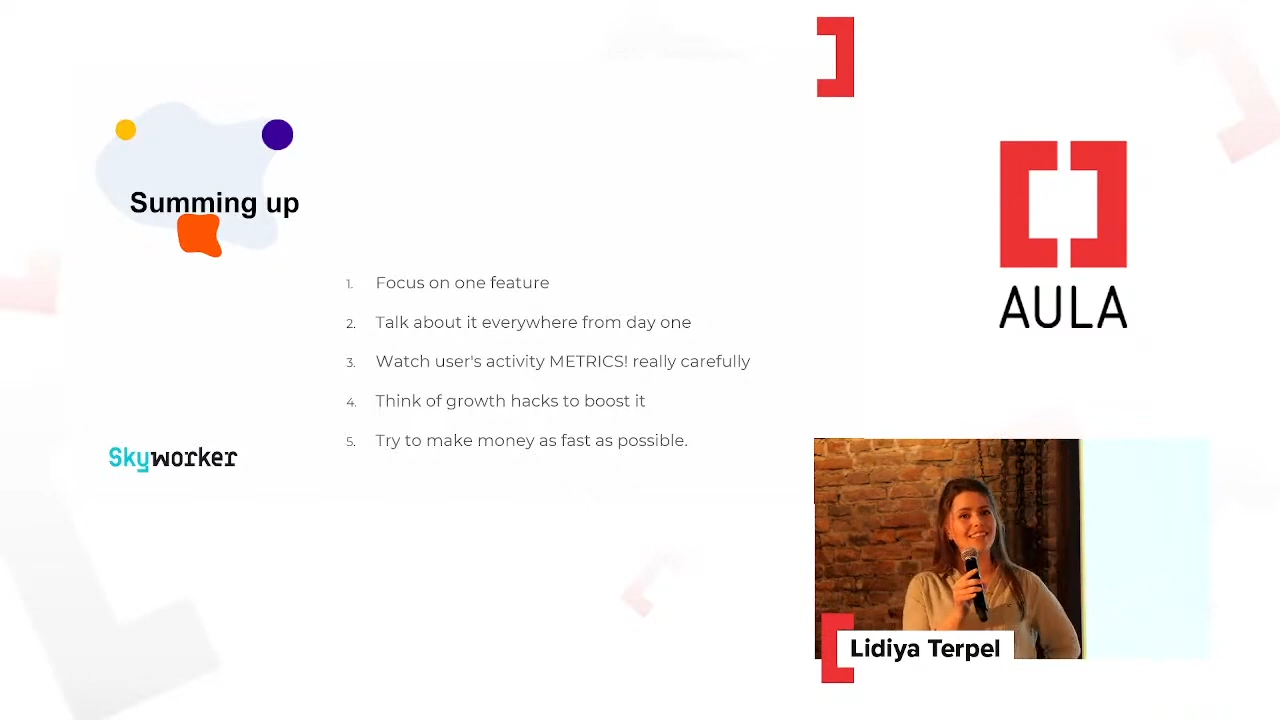 Summing up
1. Focus on one feature
2. Talk about it everywhere from day one
3. Watch user's activity METRICS! really carefully
4. Think of growth hacks to boost it
5. Try to make money as fast as possible.
Skyworker
AULA
Lidiya Terpel